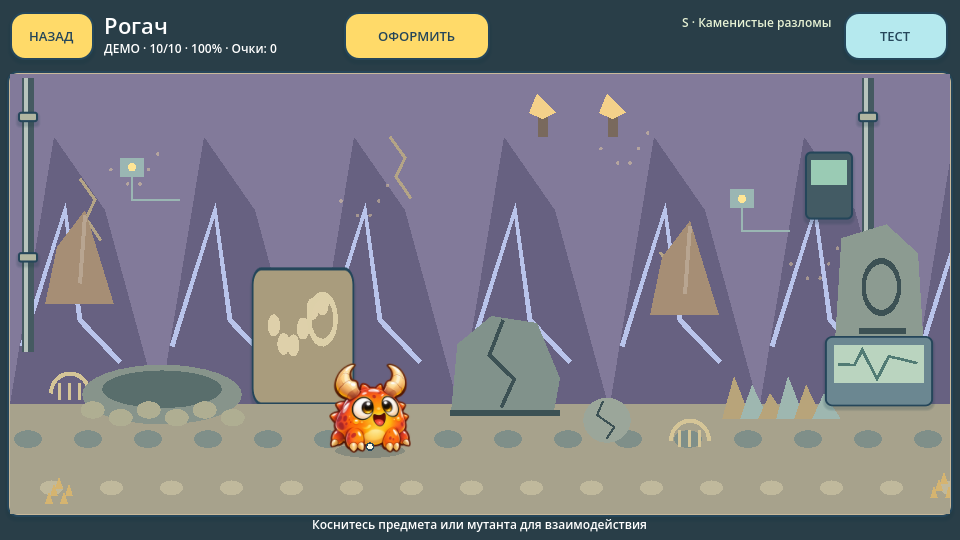 НАЗАД
Рогач
ДЕМО · 10/10 · 100% · Очки: 0
ОФОРМИТЬ
S · Каменистые разломы
ТЕСТ
Коснитесь предмета или мутанта для взаимодействия